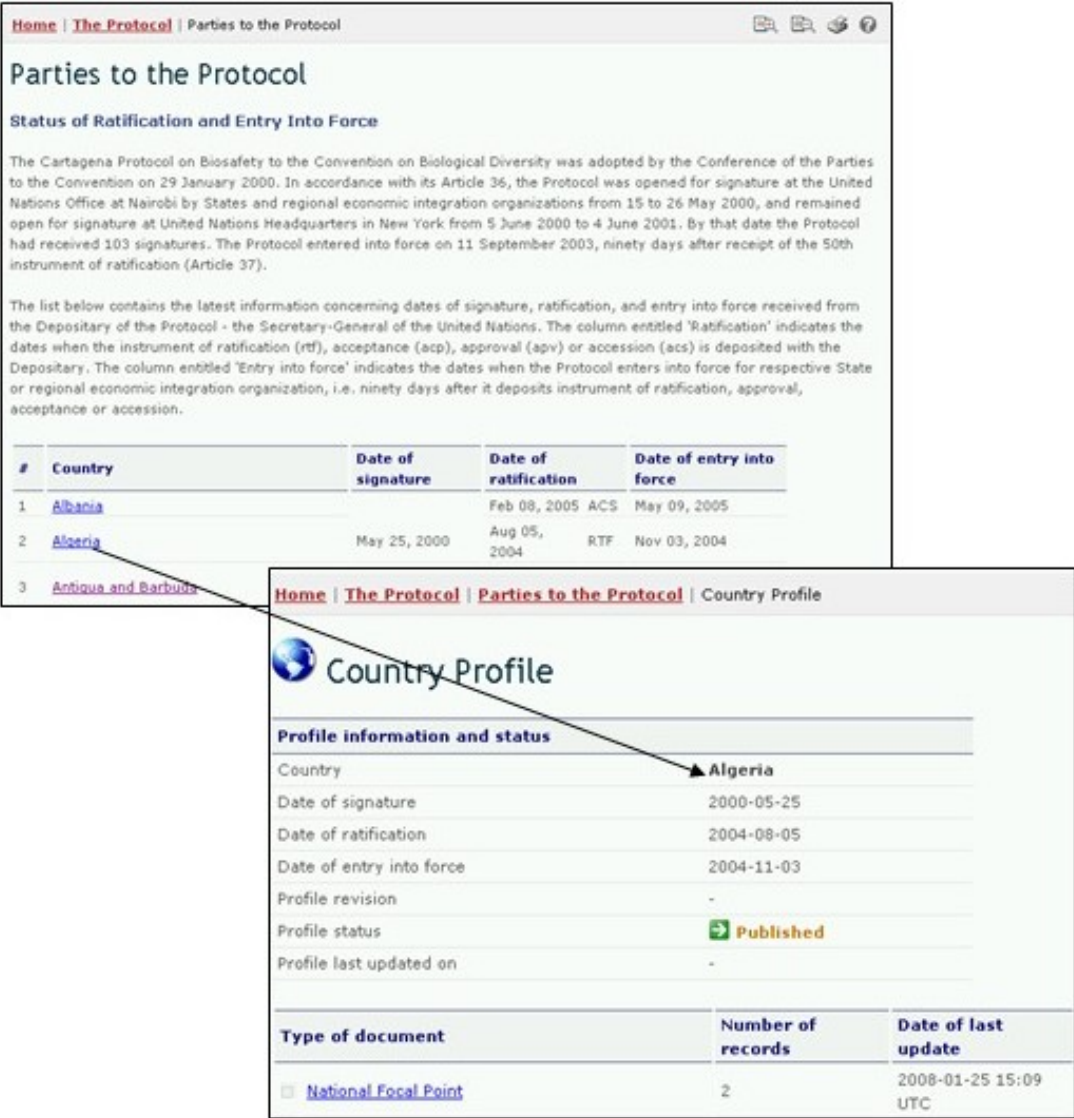 Home | The Protocol | Parties to the Protocol
Parties to the Protocol
Status of Ratification and Entry Into Force
The Cartagena Protocol on Biosafety to the Convention on Biological Diversity was adopted by the Conference of the Parties
to the Convention on 29 January 2000. In accordance with its Article 36, the Protocol was opened for signature at the United
Nations Office at Nairobi by States and regional economic integration organizations from 15 to 26 May 2000, and remained
open for signature at United Nations Headquarters in New York from 5 June 2000 to 4 June 2001. By that date the Protocol
had received 103 signatures. The Protocol entered into force on 11 September 2003, ninety days after receipt of the 50th
instrument of ratification (Article 37).
The list below contains the latest information concerning dates of signature, ratification, and entry into force received from
the Depositary of the Protocol - the Secretary-General of the United Nations. The column entitled 'Ratification' indicates the
dates when the instrument of ratification (rtf), acceptance (acp), approval (apv) or accession (acs) is deposited with the
Depositary. The column entitled 'Entry into force' indicates the dates when the Protocol enters into force for respective State
or regional economic integration organization, i.e. ninety days after it deposits instrument of ratification, approval,
acceptance or accession.
# Country Date of signature Date of ratification Date of entry into force
1 Albania Feb 08, 2005 ACS May 09, 2005
2 Algeria May 25, 2000 Aug 05, 2004 RTF Nov 03, 2004
3 Antigua and Barbuda
Home | The Protocol | Parties to the Protocol | Country Profile
Country Profile
Profile information and status
Country Algeria
Date of signature 2000-05-25
Date of ratification 2004-08-05
Date of entry into force 2004-11-03
Profile revision -
Profile status Published
Profile last updated on -
Type of document Number of records Date of last update
National Focal Point 2 2008-01-25 15:09 UTC